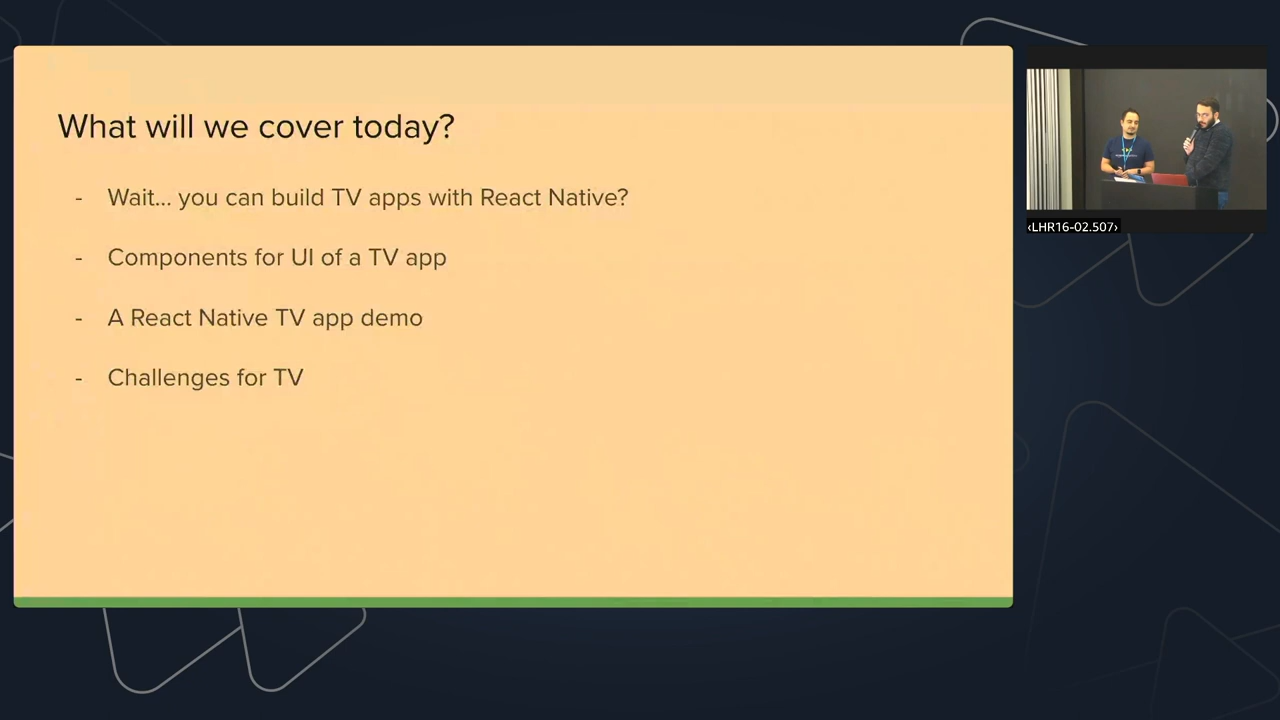 What will we cover today?
- Wait... you can build TV apps with React Native?
- Components for UI of a TV app
- A React Native TV app demo
- Challenges for TV
‹LHR16-02.507›